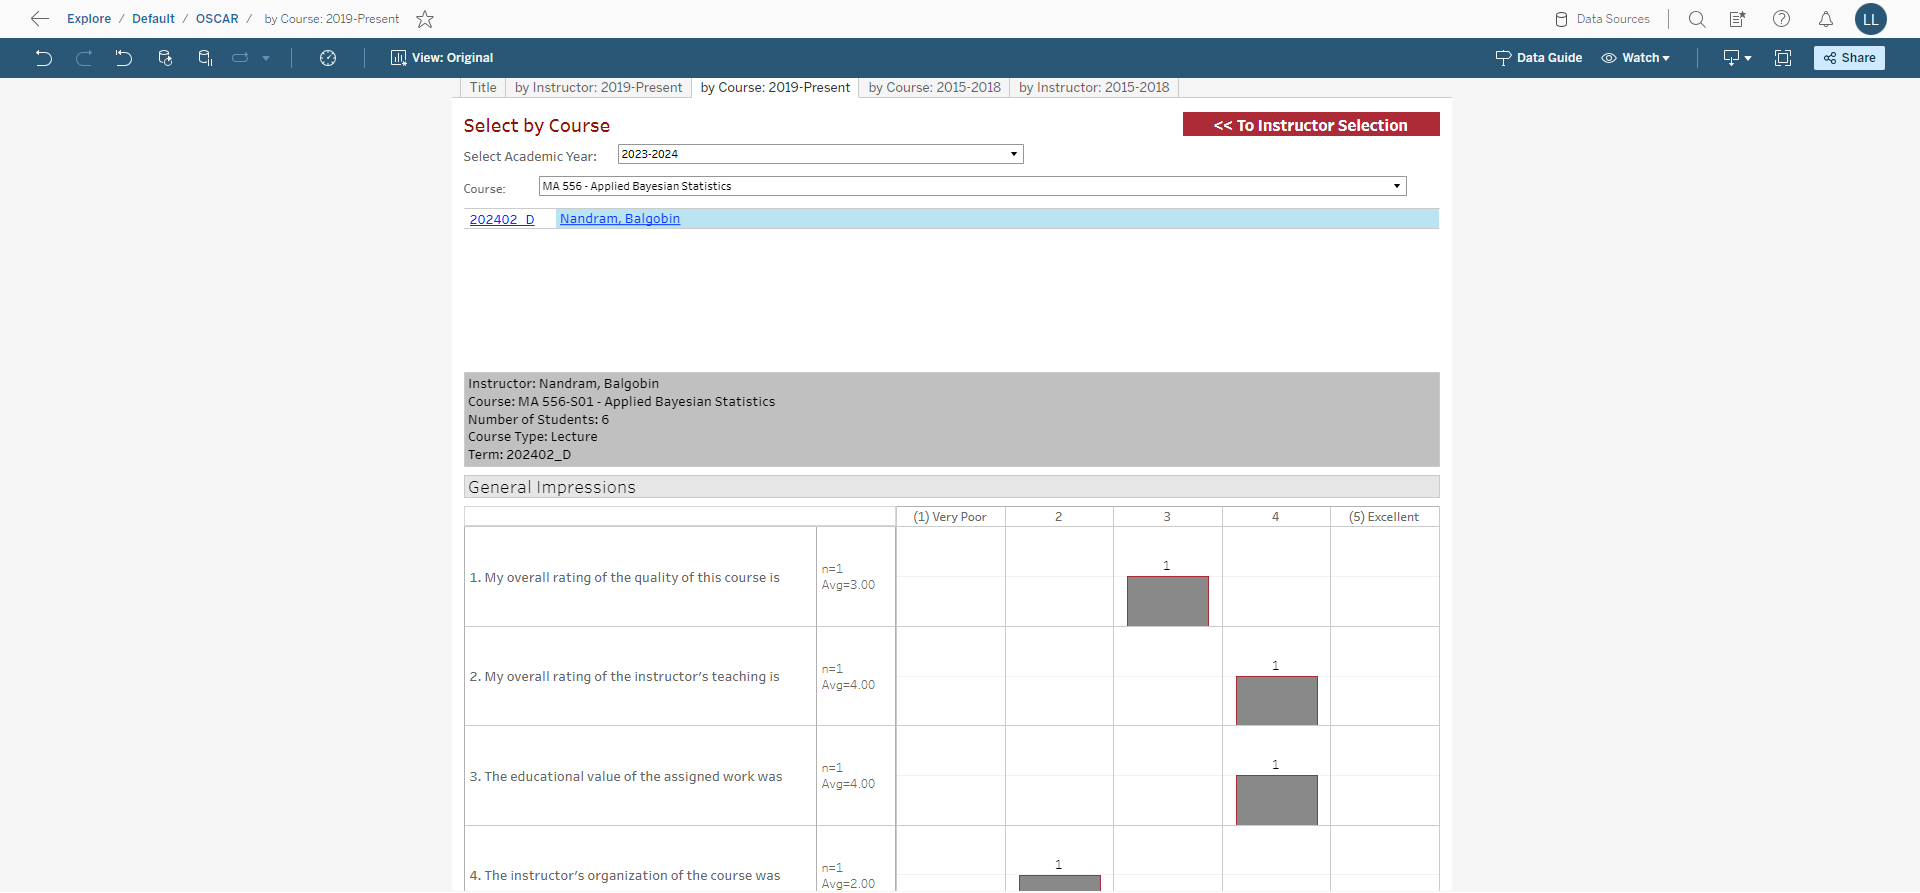 Explore / Default / OSCAR / by Course: 2019-Present
Data Sources
LL
View: Original
Data Guide
Watch
Share
Title
by Instructor: 2019-Present
by Course: 2019-Present
by Course: 2015-2018
by Instructor: 2015-2018
Select by Course
<< To Instructor Selection
Select Academic Year:
2023-2024
Course:
MA 556 - Applied Bayesian Statistics
202402_D
Nandram, Balgobin
Instructor: Nandram, Balgobin
Course: MA 556-S01 - Applied Bayesian Statistics
Number of Students: 6
Course Type: Lecture
Term: 202402_D
General Impressions
(1) Very Poor
2
3
4
(5) Excellent
1. My overall rating of the quality of this course is
n=1
Avg=3.00
1
2. My overall rating of the instructor's teaching is
n=1
Avg=4.00
1
3. The educational value of the assigned work was
n=1
Avg=4.00
1
4. The instructor's organization of the course was
n=1
Avg=2.00
1